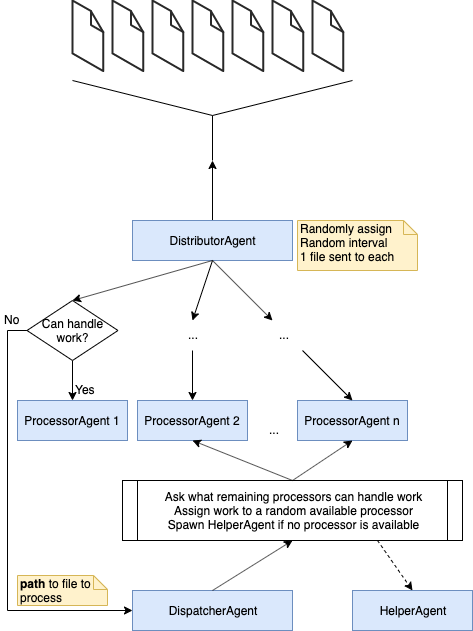 DistributorAgent
Randomly assign
Random interval
1 file sent to each
No
Can handle
work?
...
...
Yes
ProcessorAgent 1
ProcessorAgent 2
...
ProcessorAgent n
Ask what remaining processors can handle work
Assign work to a random available processor
Spawn HelperAgent if no processor is available
path to file to
process
DispatcherAgent
HelperAgent